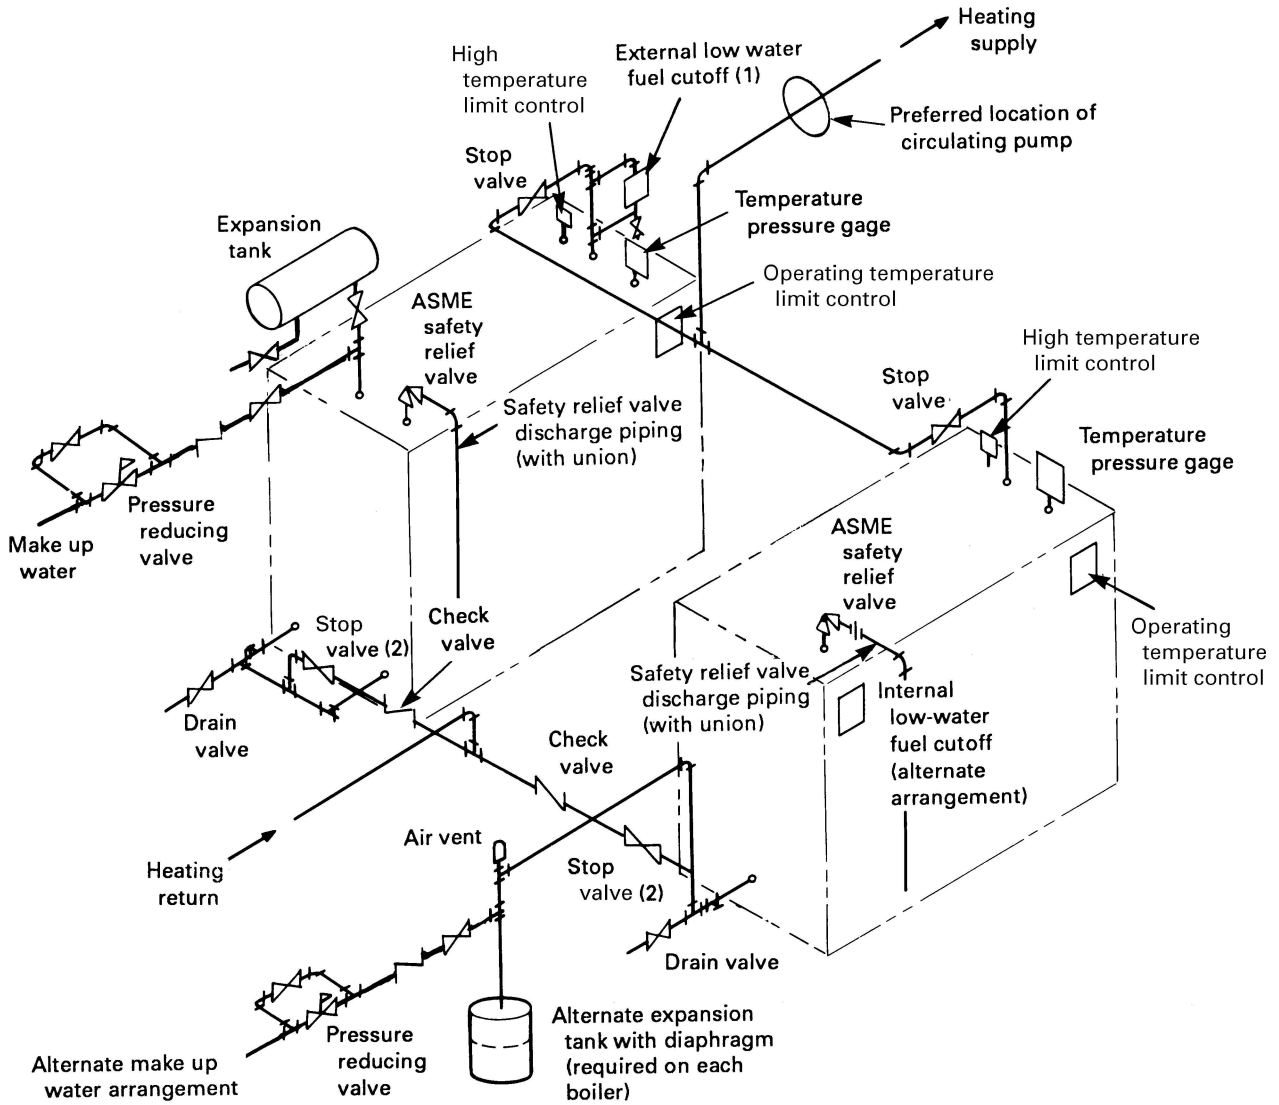 Heating
supply
High
temperature
limit control
External low water
fuel cutoff (1)
Preferred location of
circulating pump
Stop
valve
Temperature
pressure gage
Expansion
tank
Operating temperature
limit control
ASME
safety
relief
valve
High temperature
limit control
Stop
valve
Safety relief valve
discharge piping
(with union)
Temperature
pressure gage
Pressure
reducing
valve
Make up
water
ASME
safety
relief
valve
Stop
valve (2)
Check
valve
Operating
temperature
limit control
Safety relief valve
discharge piping
(with union)
Internal
low-water
fuel cutoff
(alternate
arrangement)
Drain
valve
Check
valve
Air vent
Heating
return
Stop
valve (2)
Drain valve
Alternate expansion
tank with diaphragm
(required on each
boiler)
Pressure
reducing
valve
Alternate make up
water arrangement